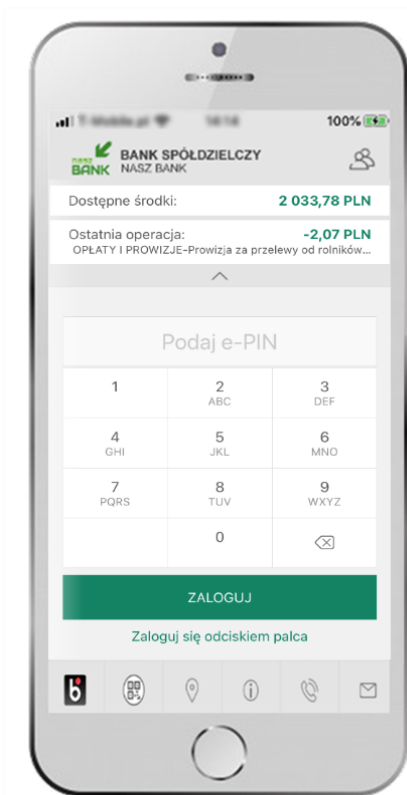 100%
NASZ
BANK
BANK SPÓŁDZIELCZY
NASZ BANK
Dostępne środki: 2 033,78 PLN
Ostatnia operacja: -2,07 PLN
OPŁATY I PROWIZJE-Prowizja za przelewy od rolników...
Podaj e-PIN
1 2 3
ABC DEF
4 5 6
GHI JKL MNO
7 8 9
PQRS TUV WXYZ
0
ZALOGUJ
Zaloguj się odciskiem palca